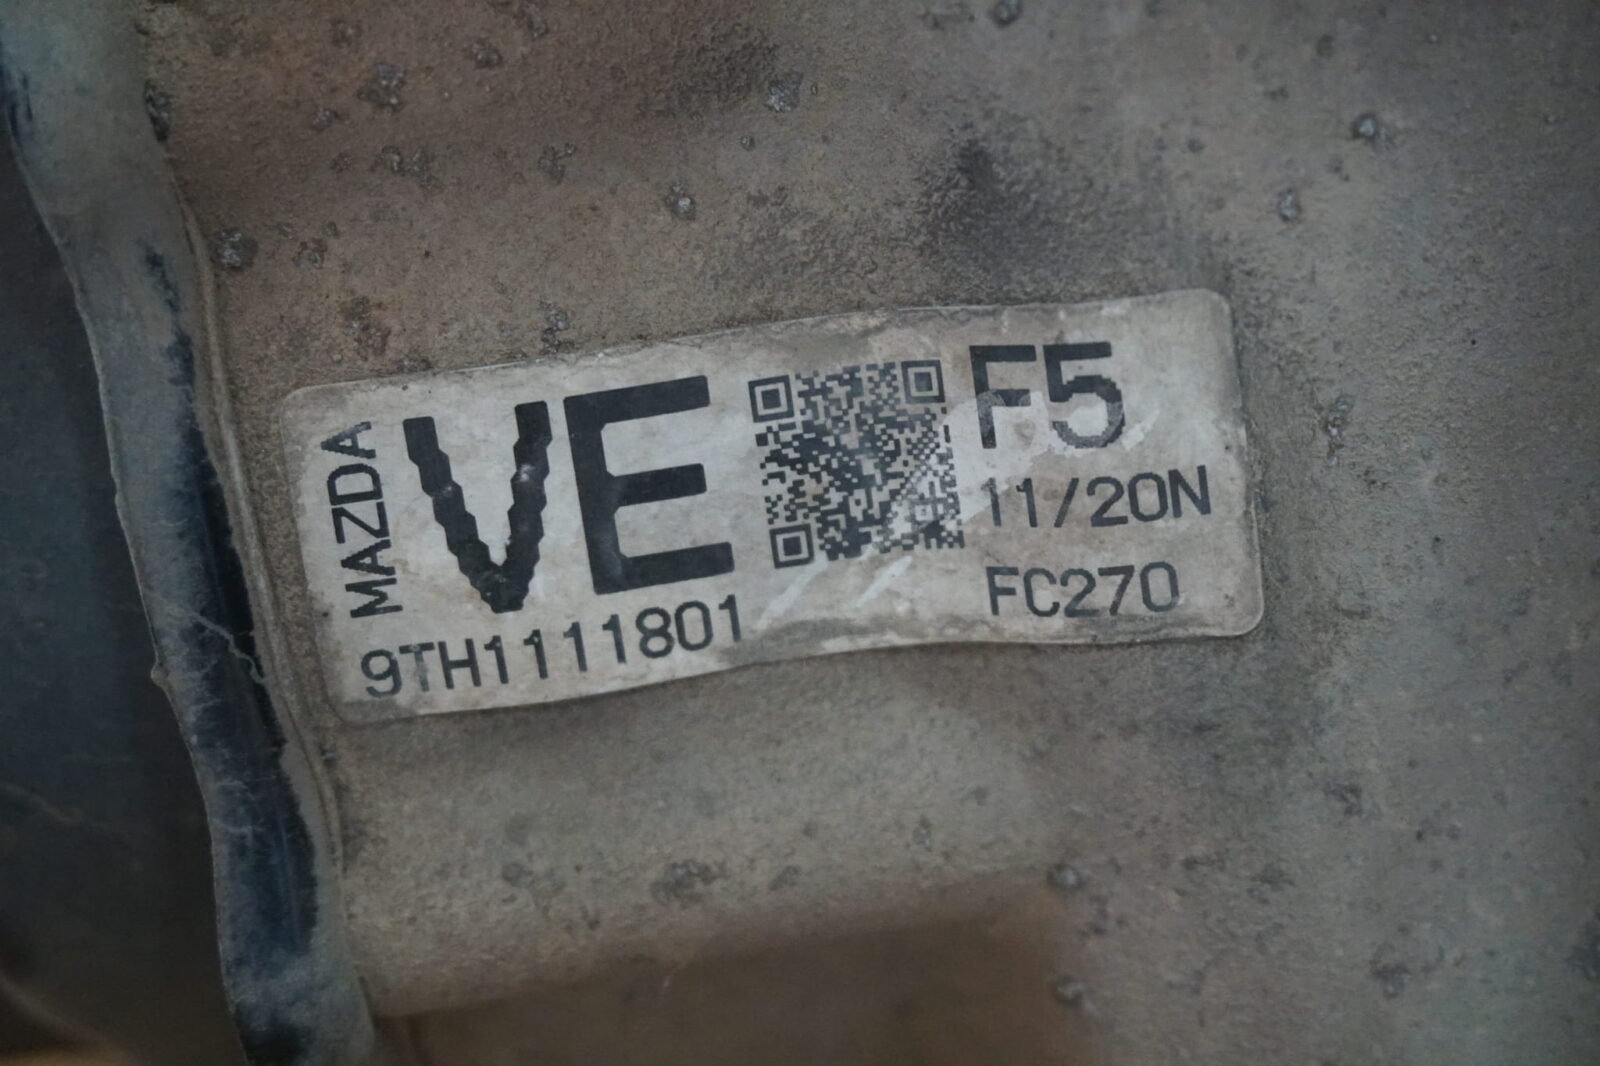 MAZDA
VE
9TH1111801
F5
11/20N
FC270